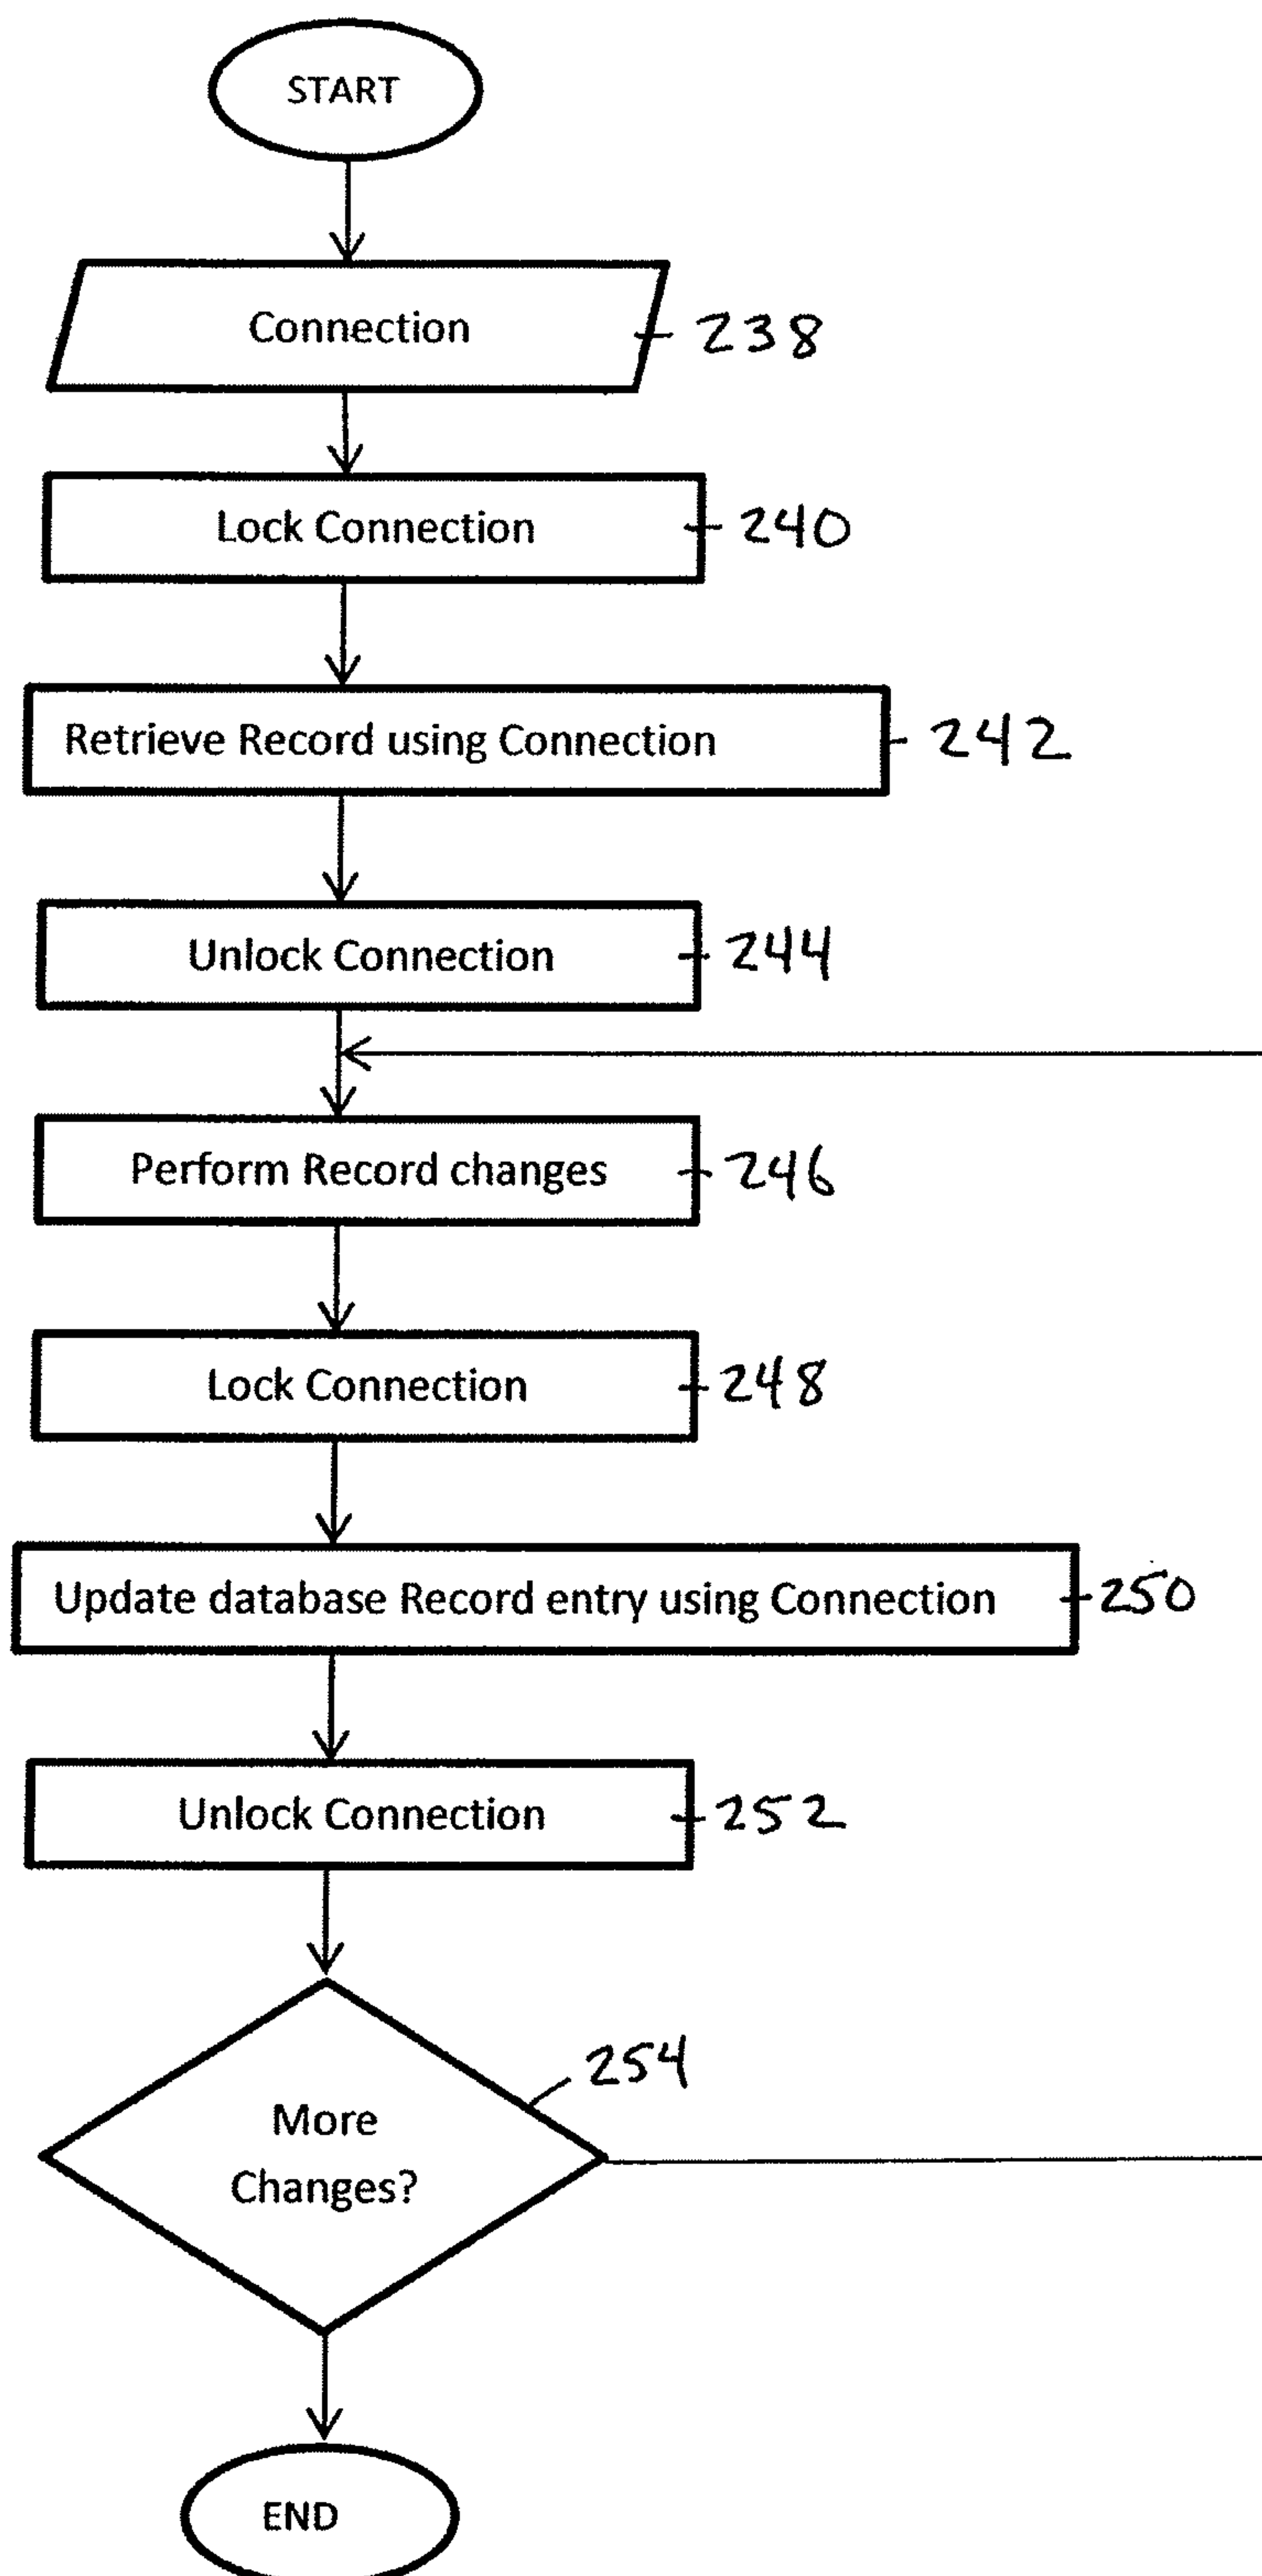 START
Connection 238
Lock Connection 240
Retrieve Record using Connection 242
Unlock Connection 244
Perform Record changes 246
Lock Connection 248
Update database Record entry using Connection 250
Unlock Connection 252
254
More
Changes?
END